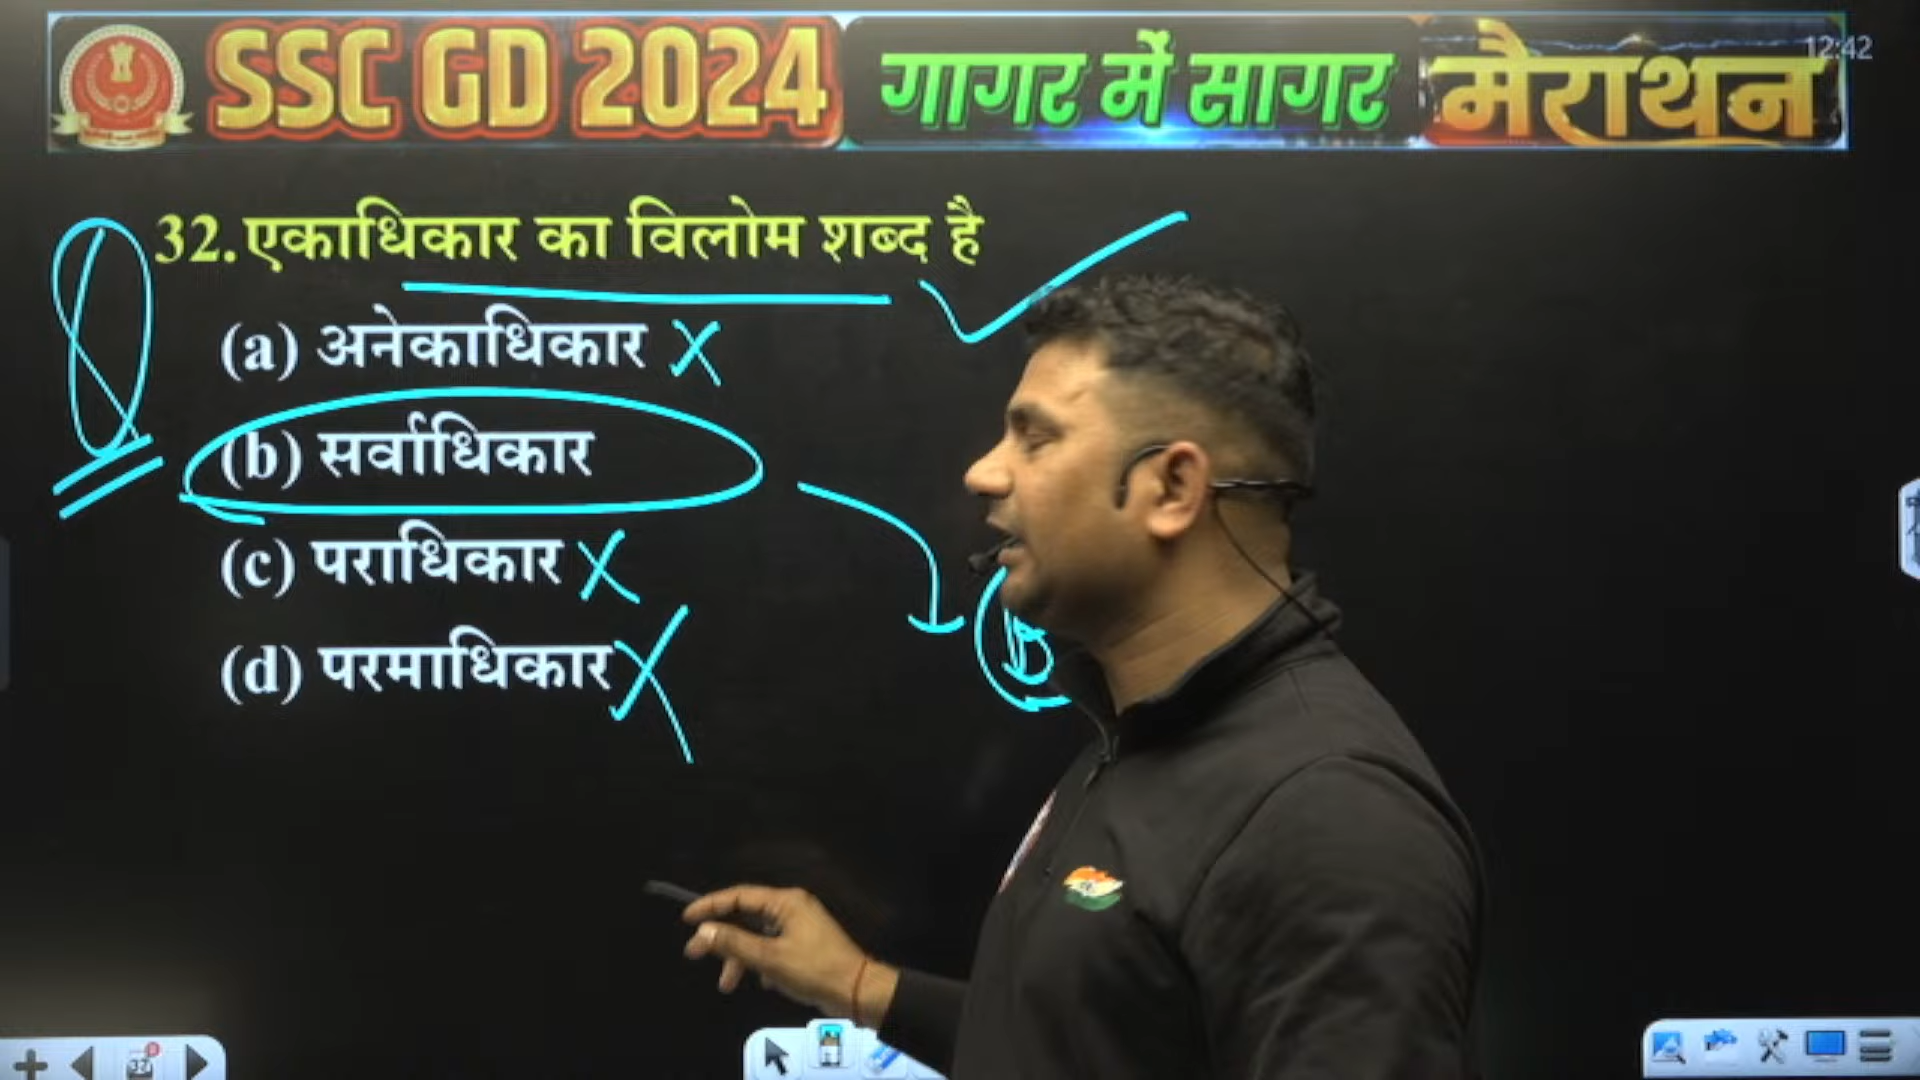 SSC GD 2024 गागर में सागर मैराथन
12:42
32. एकाधिकार का विलोम शब्द है
(a) अनेकाधिकार X
(b) सर्वाधिकार
(c) पराधिकार X
(d) परमाधिकार X
B